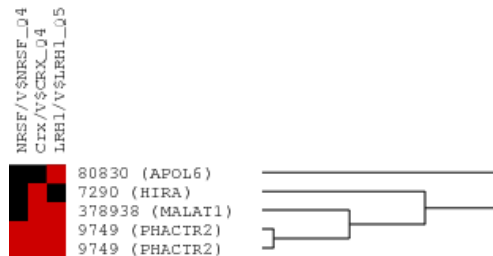 NRSF/V$NRSF_Q4
Crx/V$CRX_Q4
LRH1/V$LRH1_Q5
80830 (APOL6)
7290 (HIRA)
378938 (MALAT1)
9749 (PHACTR2)
9749 (PHACTR2)